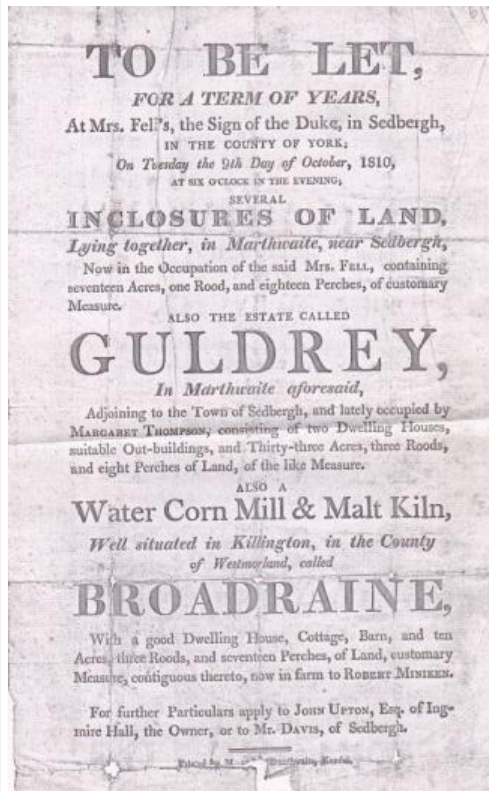 TO BE LET,
FOR A TERM OF YEARS,
At Mrs. Fell's, the Sign of the Duke, in Sedbergh,
IN THE COUNTY OF YORK;
On Tuesday the 9th Day of October, 1810,
AT SIX O'CLOCK IN THE EVENING;
SEVERAL
INCLOSURES OF LAND,
Lying together, in Marthwaite, near Sedbergh,
Now in the Occupation of the said Mrs. FELL, containing
seventeen Acres, one Rood, and eighteen Perches, of customary
Measure.
ALSO THE ESTATE CALLED
GULDREY,
In Marthwaite aforesaid,
Adjoining to the Town of Sedbergh, and lately occupied by
MARGARET THOMPSON; consisting of two Dwelling Houses,
suitable Out-buildings, and Thirty-three Acres, three Roods,
and eight Perches of Land, of the like Measure.
ALSO A
Water Corn Mill & Malt Kiln,
Well situated in Killington, in the County
of Westmorland, called
BROADRAINE,
With a good Dwelling House, Cottage, Barn, and ten
Acres, three Roods, and seventeen Perches, of Land, customary
Measure, contiguous thereto, now in farm to ROBERT MINIKEN.
For further Particulars apply to JOHN UPTON, Esq. of Ing-
mire Hall, the Owner, or to Mr. DAVIS, of Sedbergh.
Printed by M. Kendal.